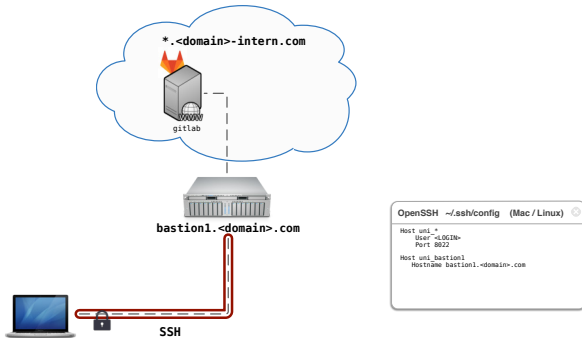 *.<domain>-intern.com
WWW
gitlab
bastion1.<domain>.com
SSH
OpenSSH ~/.ssh/config (Mac / Linux)
Host uni_*
User <LOGIN>
Port 8022
Host uni_bastion1
Hostname bastion1.<domain>.com